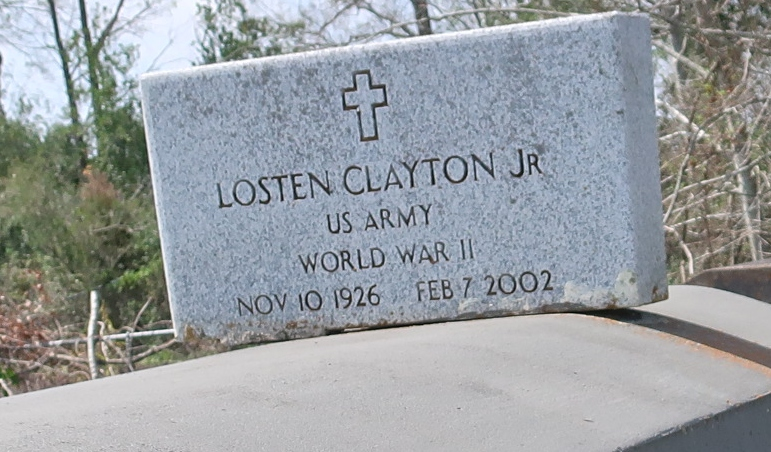 LOSTEN CLAYTON JR
US ARMY
WORLD WAR II
NOV 10 1926 FEB 7 2002